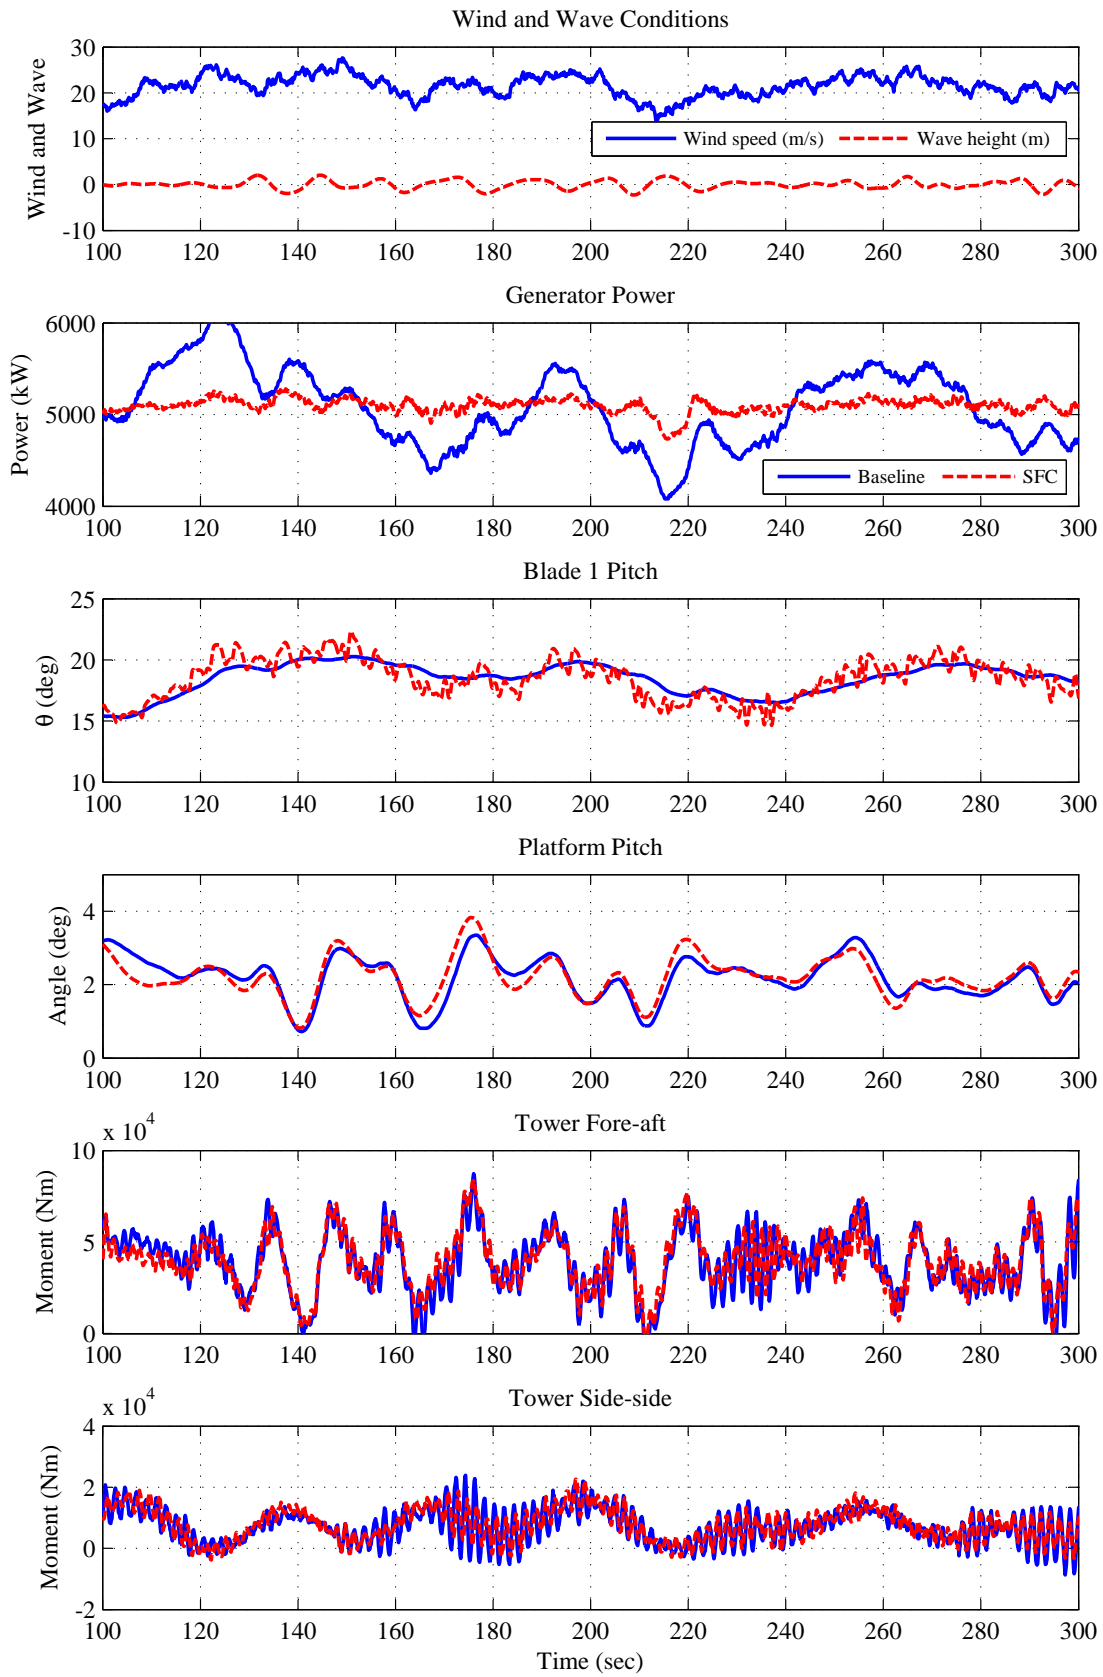 Wind and Wave Conditions
30
20
10
0
-10
Wind and Wave
Wind speed (m/s) Wave height (m)
100 120 140 160 180 200 220 240 260 280 300
Generator Power
6000
5000
4000
Power (kW)
Baseline SFC
100 120 140 160 180 200 220 240 260 280 300
Blade 1 Pitch
25
20
15
10
θ (deg)
100 120 140 160 180 200 220 240 260 280 300
Platform Pitch
4
2
0
Angle (deg)
100 120 140 160 180 200 220 240 260 280 300
x 10^4
Tower Fore-aft
10
5
0
Moment (Nm)
100 120 140 160 180 200 220 240 260 280 300
x 10^4
Tower Side-side
4
2
0
-2
Moment (Nm)
100 120 140 160 180 200 220 240 260 280 300
Time (sec)